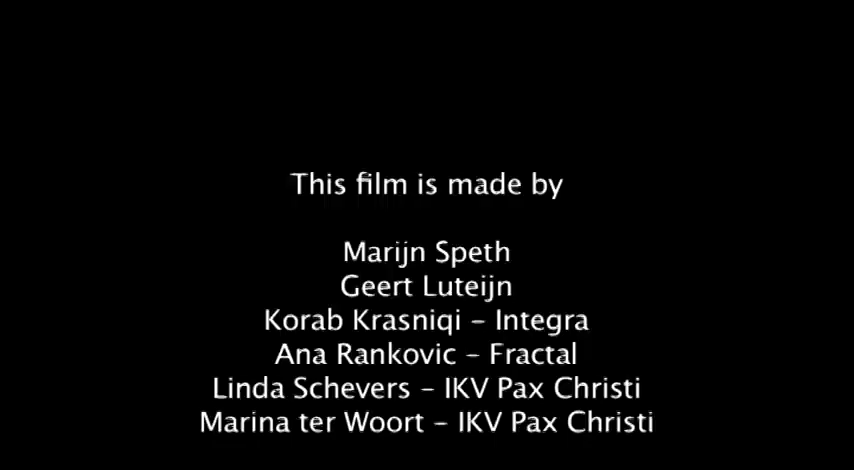 This film is made by
Marijn Speth
Geert Luteijn
Korab Krasniqi – Integra
Ana Rankovic – Fractal
Linda Schevers – IKV Pax Christi
Marina ter Woort – IKV Pax Christi